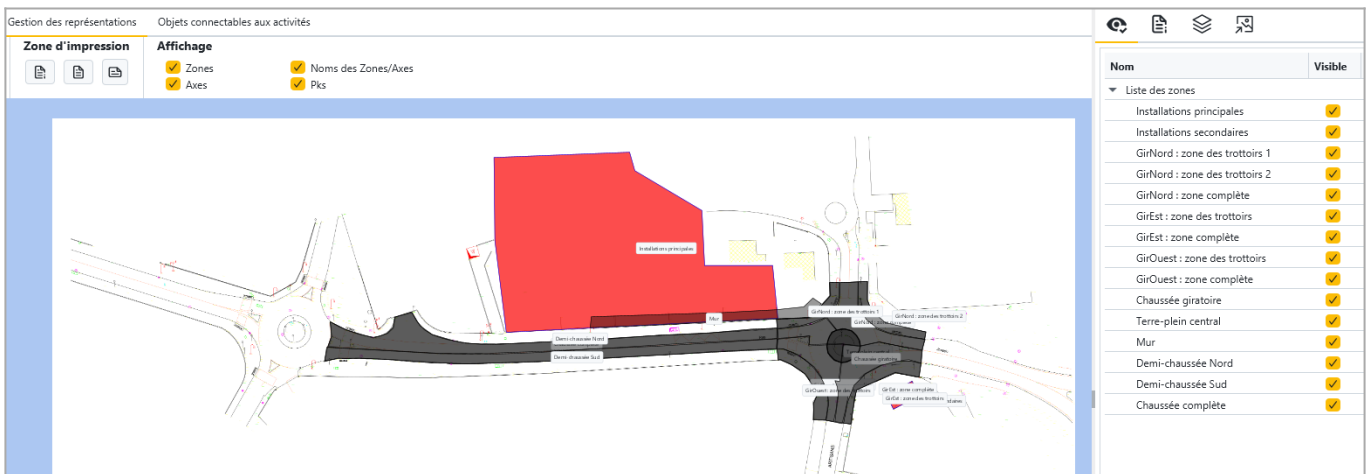 Gestion des représentations Objets connectables aux activités
Zone d'impression Affichage
Zones Noms des Zones/Axes
Axes Pks
Nom Visible
Liste des zones
Installations principales
Installations secondaires
GirNord : zone des trottoirs 1
GirNord : zone des trottoirs 2
GirNord : zone complète
GirEst : zone des trottoirs
GirEst : zone complète
GirOuest : zone des trottoirs
GirOuest : zone complète
Chaussée giratoire
Terre-plein central
Mur
Demi-chaussée Nord
Demi-chaussée Sud
Chaussée complète
Installations principales
GirNord : zone des trottoirs 1
GirNord : zone des trottoirs 2
Mur
Demi-chaussée Nord
Demi-chaussée Sud
Chaussée giratoire
GirEst : zone complète
GirEst : zone des trottoirs